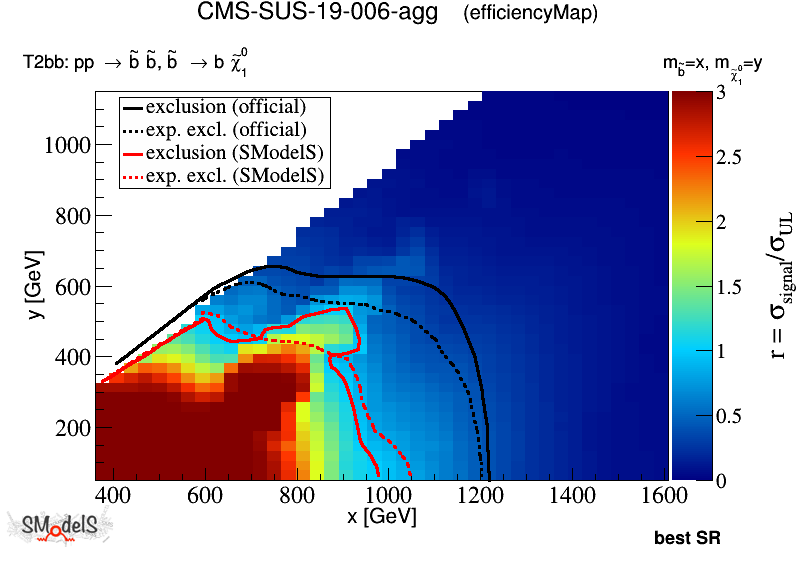 CMS-SUS-19-006-agg (efficiencyMap)
T2bb: pp → b̃ b̃, b̃ → b χ̃₁⁰
m_b̃=x, m_χ̃₁⁰=y
exclusion (official)
exp. excl. (official)
exclusion (SModelS)
exp. excl. (SModelS)
1000
800
600
400
200
y [GeV]
400 600 800 1000 1200 1400 1600
x [GeV]
3
2.5
2
1.5
1
0.5
0
r = σ_signal/σ_UL
SModelS
best SR